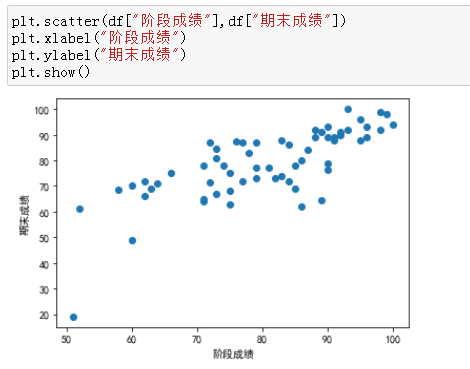 plt.scatter(df["阶段成绩"],df["期末成绩"])
plt.xlabel("阶段成绩")
plt.ylabel("期末成绩")
plt.show()
100
90
80
70
60
50
40
30
20
期末成绩
50 60 70 80 90 100
阶段成绩